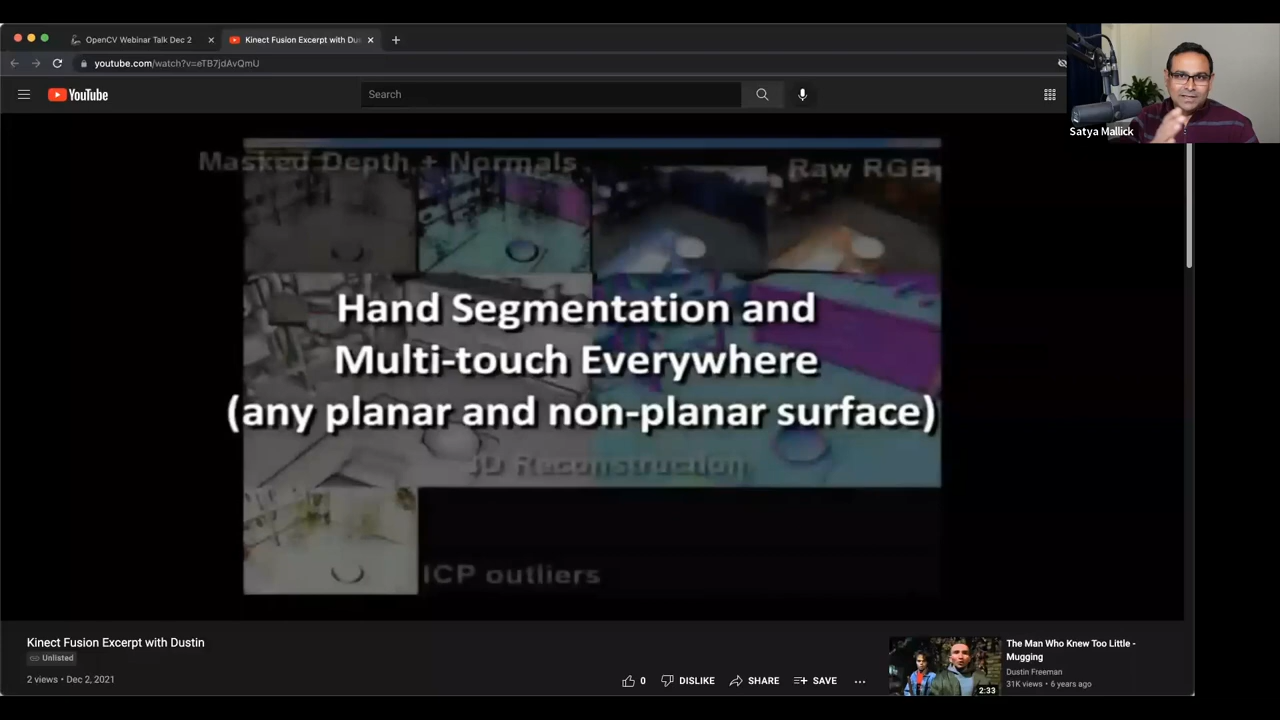 OpenCV Webinar Talk Dec 2
Kinect Fusion Excerpt with Dus
youtube.com/watch?v=eTB7jdAvQmU
YouTube
Search
Satya Mallick
Masked Depth + Normals
Raw RGB
Hand Segmentation and
Multi-touch Everywhere
(any planar and non-planar surface)
3D Reconstruction
ICP outliers
Kinect Fusion Excerpt with Dustin
Unlisted
2 views • Dec 2, 2021
0
DISLIKE
SHARE
SAVE
The Man Who Knew Too Little -
Mugging
Dustin Freeman
31K views • 6 years ago
2:33